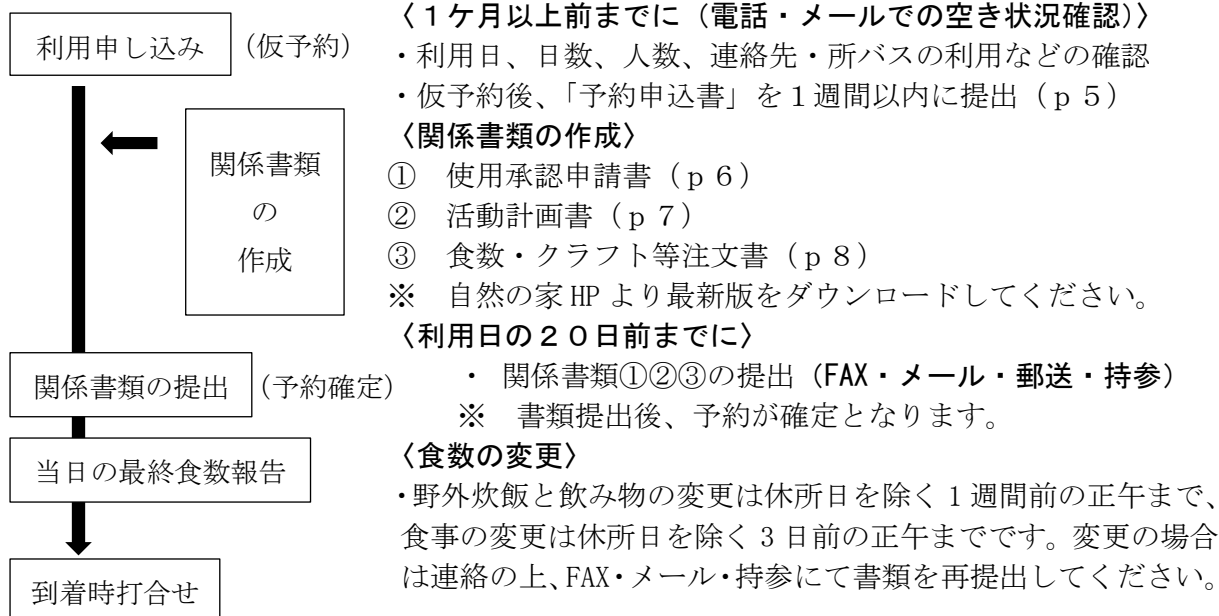 利用申し込み
(仮予約)
関係書類
の
作成
関係書類の提出
(予約確定)
当日の最終食数報告
到着時打合せ
〈１ケ月以上前までに（電話・メールでの空き状況確認）〉
・利用日、日数、人数、連絡先・所バスの利用などの確認
・仮予約後、「予約申込書」を１週間以内に提出（ｐ５）
〈関係書類の作成〉
①　使用承認申請書（ｐ６）
②　活動計画書（ｐ７）
③　食数・クラフト等注文書（ｐ８）
※　自然の家 HP より最新版をダウンロードしてください。
〈利用日の２０日前までに〉
・ 関係書類①②③の提出（FAX・メール・郵送・持参）
※　書類提出後、予約が確定となります。
〈食数の変更〉
・野外炊飯と飲み物の変更は休所日を除く 1 週間前の正午まで、
食事の変更は休所日を除く 3 日前の正午までです。変更の場合
は連絡の上、FAX・メール・持参にて書類を再提出してください。